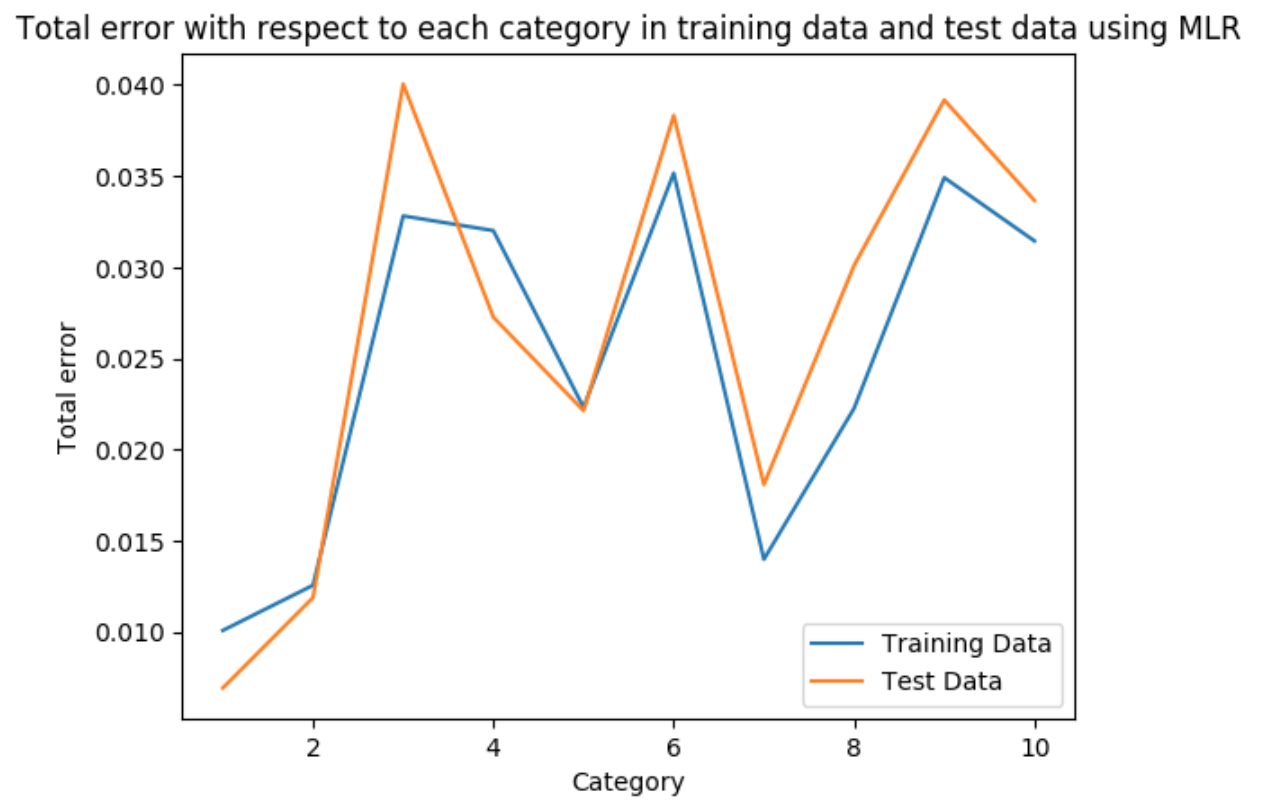 Total error with respect to each category in training data and test data using MLR
0.040
0.035
0.030
0.025
0.020
0.015
0.010
Total error
2 4 6 8 10
Category
Training Data
Test Data